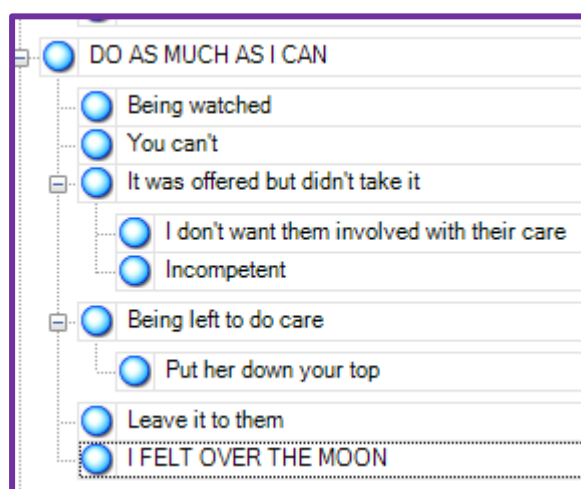 DO AS MUCH AS I CAN
Being watched
You can't
It was offered but didn't take it
I don't want them involved with their care
Incompetent
Being left to do care
Put her down your top
Leave it to them
I FELT OVER THE MOON